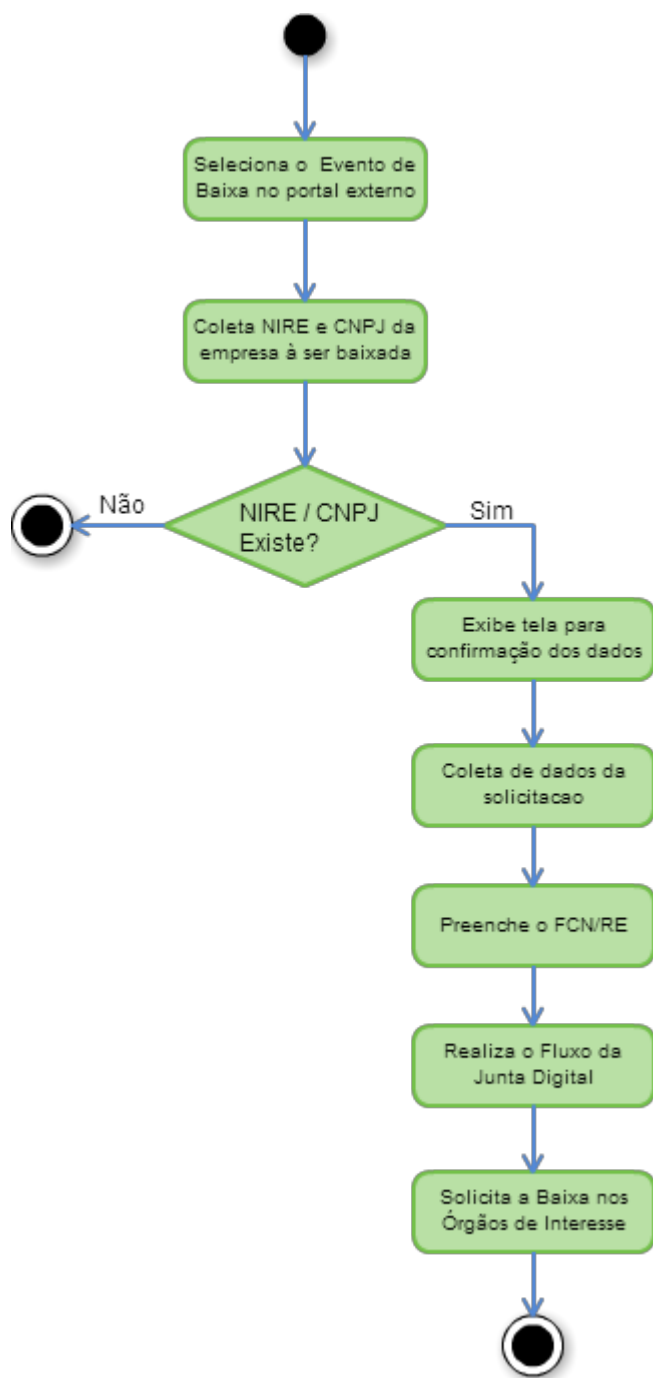 Seleciona o Evento de
Baixa no portal externo
Coleta NIRE e CNPJ da
empresa à ser baixada
Não
NIRE / CNPJ
Existe?
Sim
Exibe tela para
confirmação dos dados
Coleta de dados da
solicitacao
Preenche o FCN/RE
Realiza o Fluxo da
Junta Digital
Solicita a Baixa nos
Órgãos de Interesse